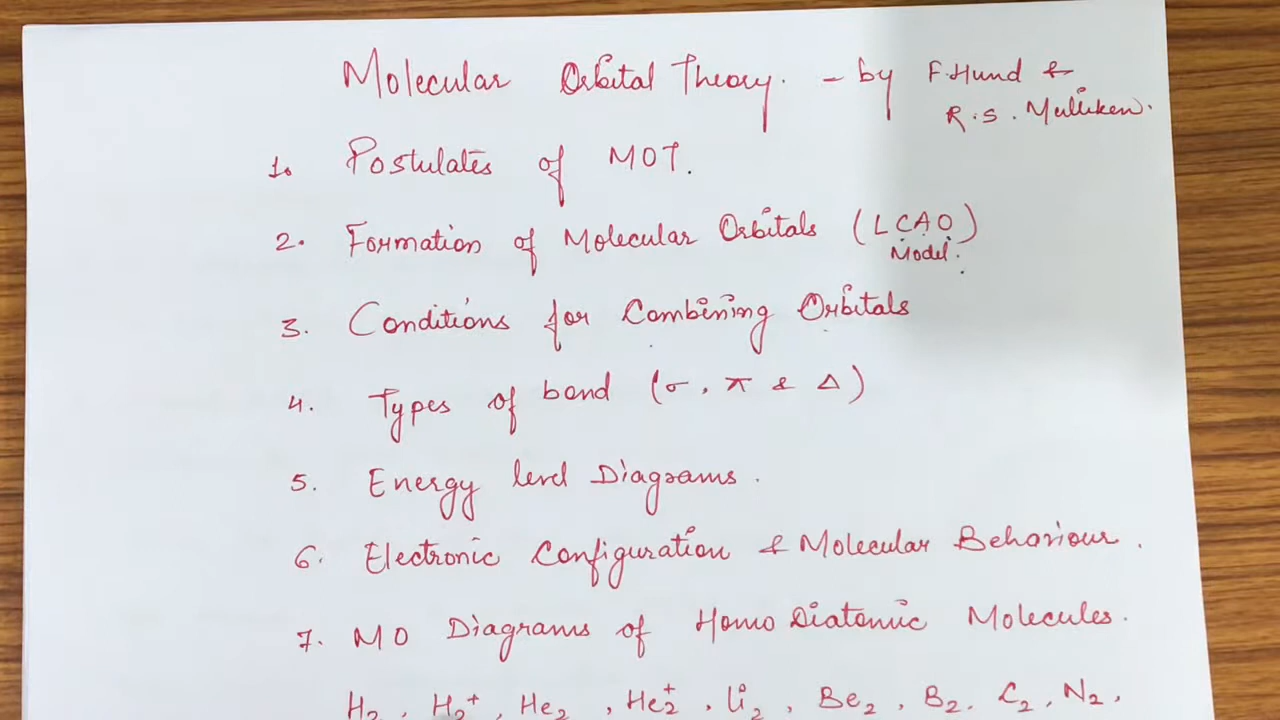 Molecular Orbital Theory. - by F. Hund &
R.S. Mulliken.
1. Postulates of MOT.
2. Formation of Molecular Orbitals (LCAO)
Model.
3. Conditions for Combining Orbitals
4. Types of bond (σ, π & Δ)
5. Energy level Diagrams.
6. Electronic Configuration & Molecular Behaviour.
7. MO Diagrams of Homo Diatomic Molecules.
H₂, H₂⁺, He₂, He₂⁺, Li₂, Be₂, B₂, C₂, N₂,